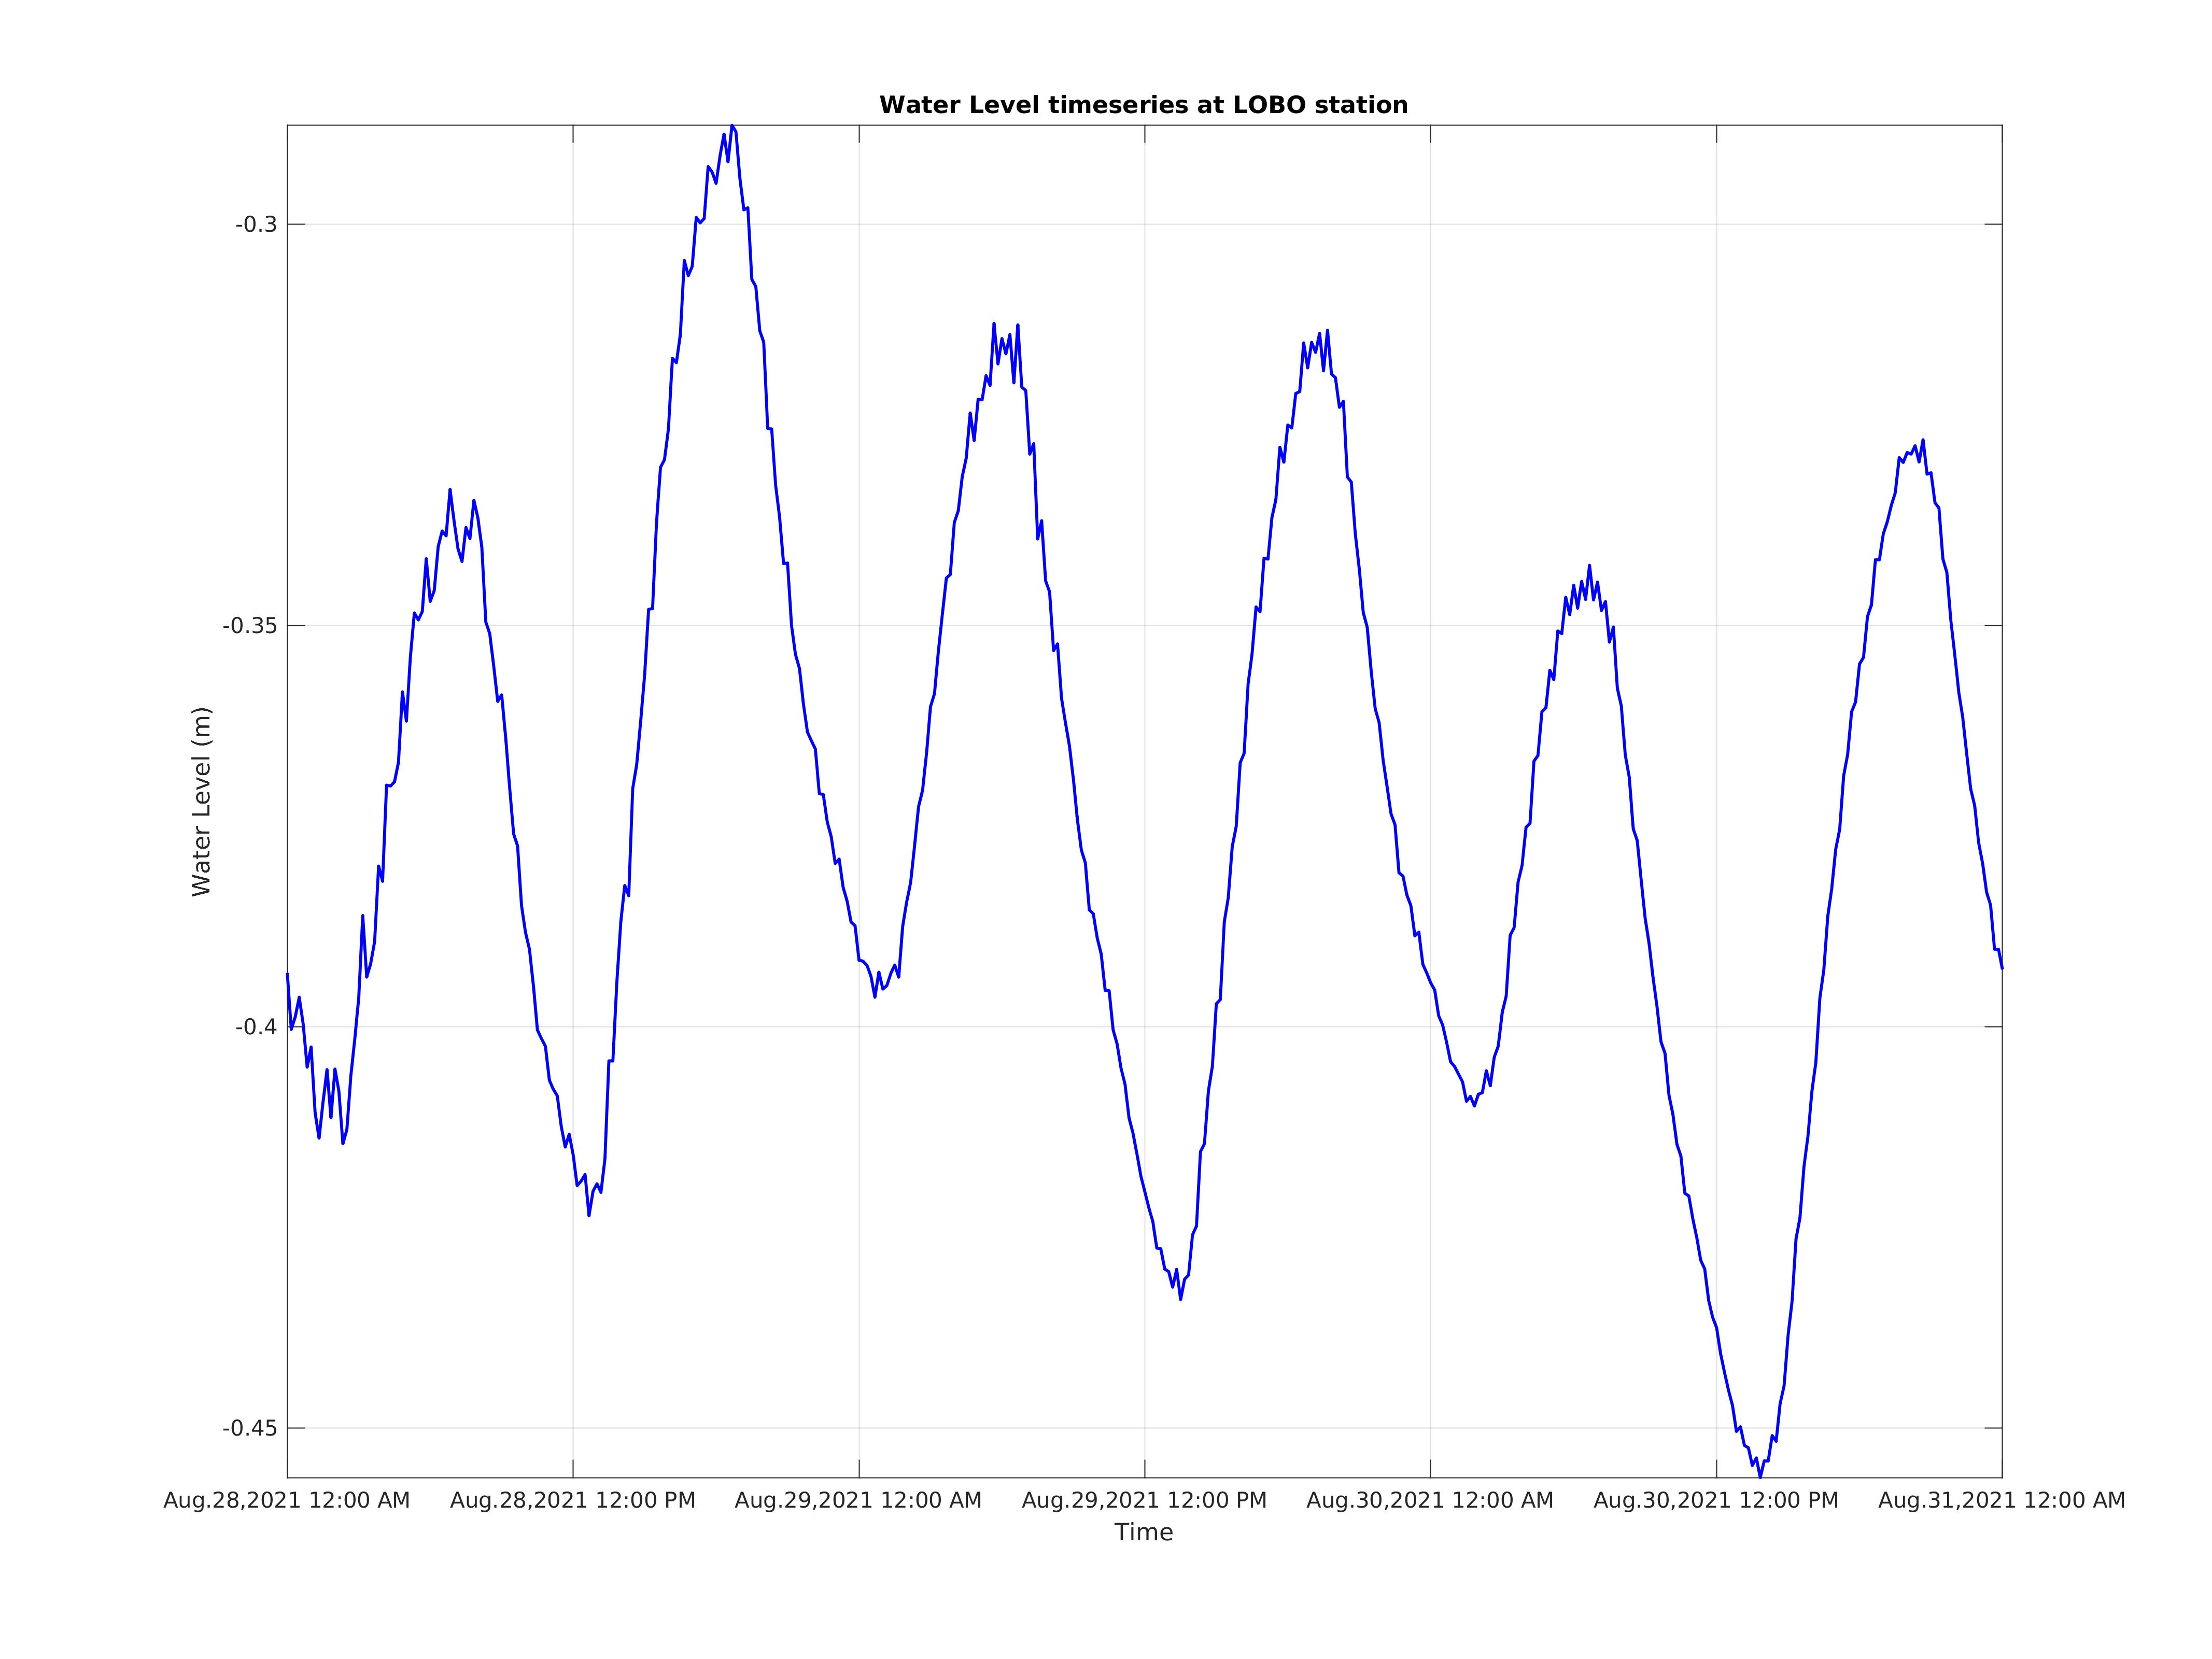 Water Level timeseries at LOBO station
-0.3
-0.35
-0.4
-0.45
Water Level (m)
Aug.28,2021 12:00 AM Aug.28,2021 12:00 PM Aug.29,2021 12:00 AM Aug.29,2021 12:00 PM Aug.30,2021 12:00 AM Aug.30,2021 12:00 PM Aug.31,2021 12:00 AM
Time